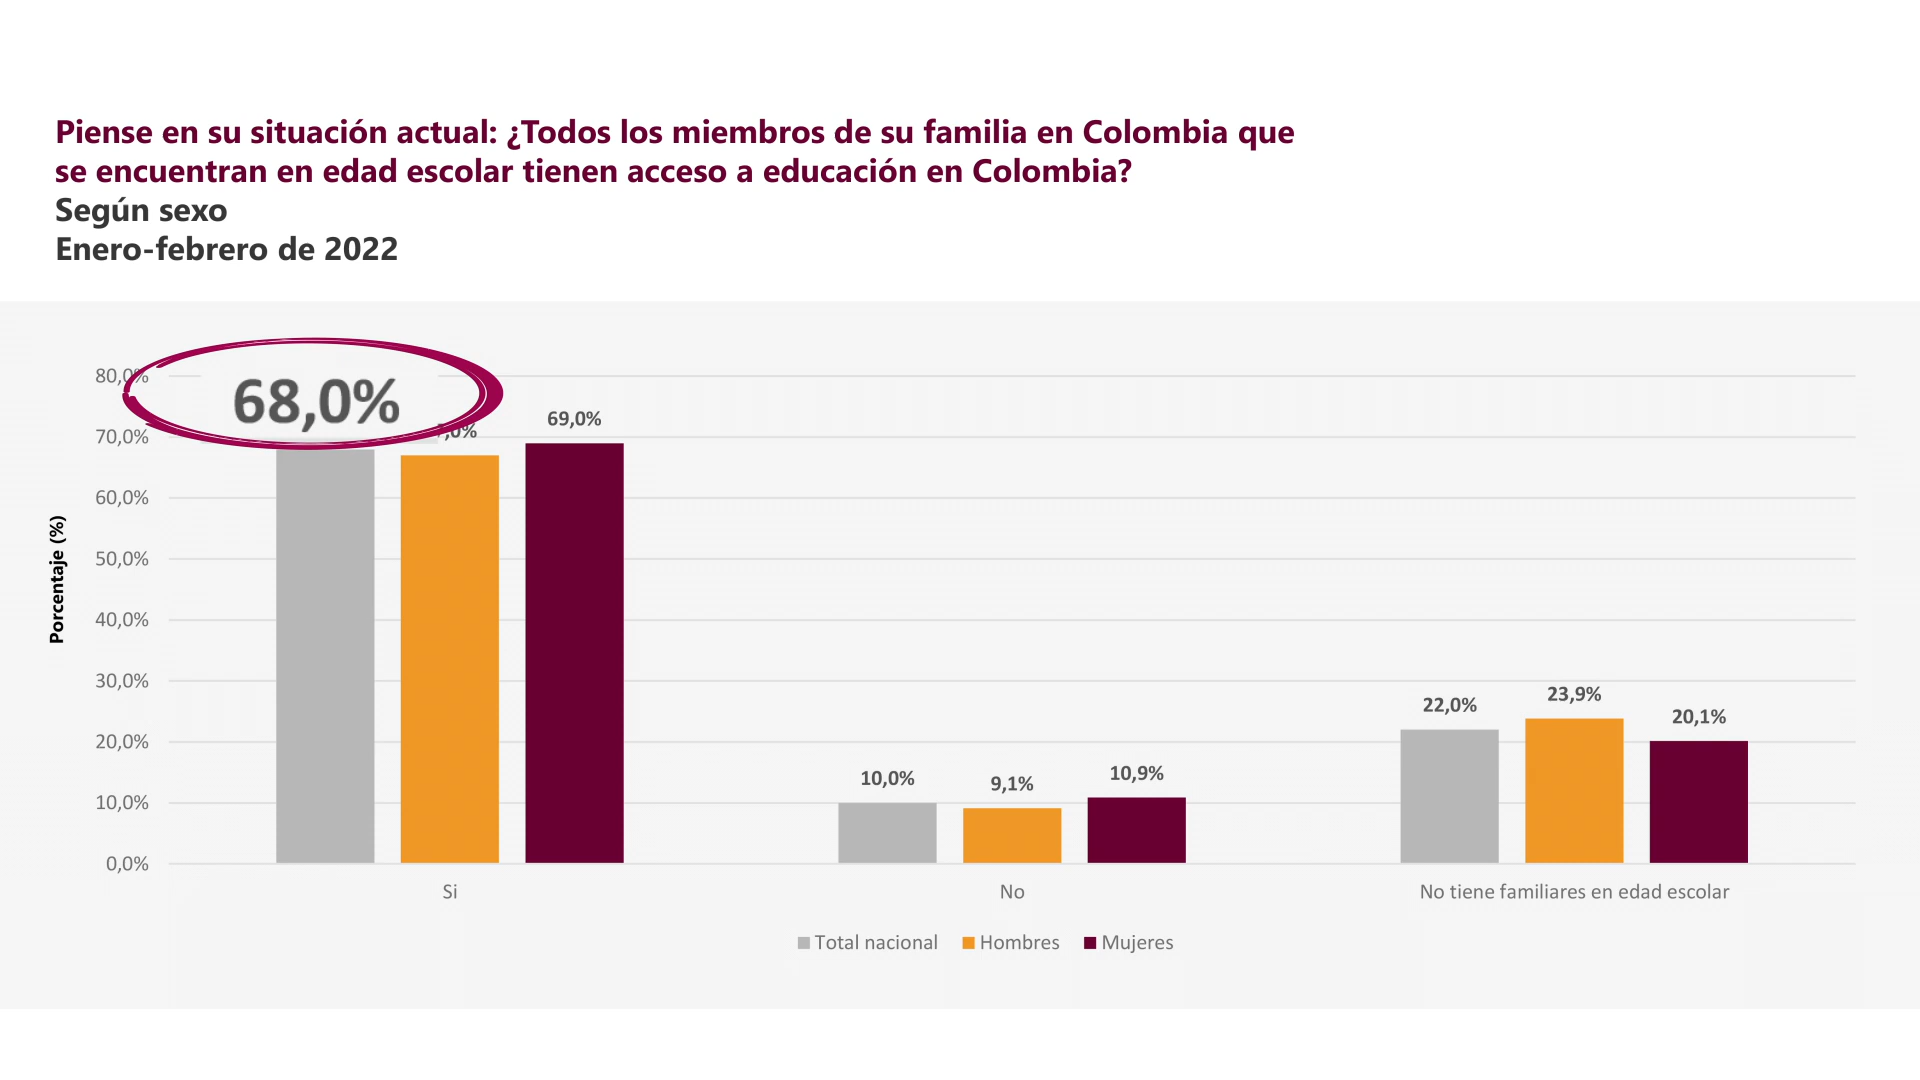 Piense en su situación actual: ¿Todos los miembros de su familia en Colombia que
se encuentran en edad escolar tienen acceso a educación en Colombia?
Según sexo
Enero-febrero de 2022
68,0%
69,0%
10,0%
9,1%
10,9%
22,0%
23,9%
20,1%
80,0%
70,0%
60,0%
50,0%
40,0%
30,0%
20,0%
10,0%
0,0%
Porcentaje (%)
Si
No
No tiene familiares en edad escolar
Total nacional
Hombres
Mujeres